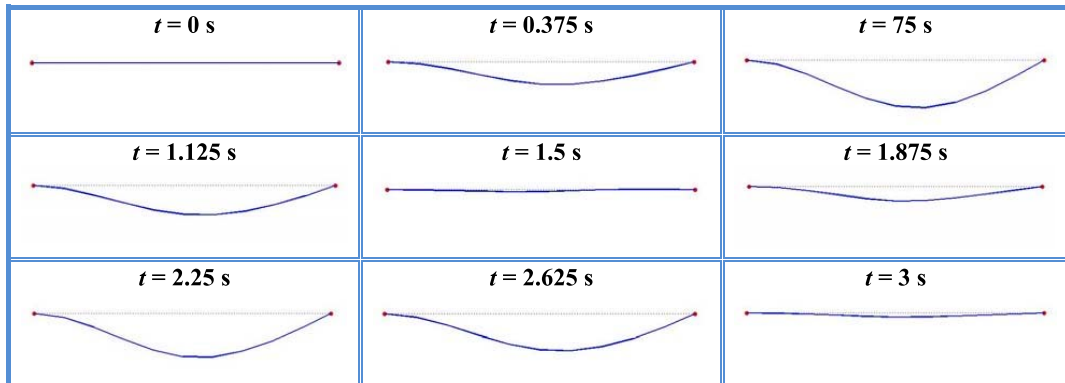 t = 0 s
t = 0.375 s
t = 75 s
t = 1.125 s
t = 1.5 s
t = 1.875 s
t = 2.25 s
t = 2.625 s
t = 3 s